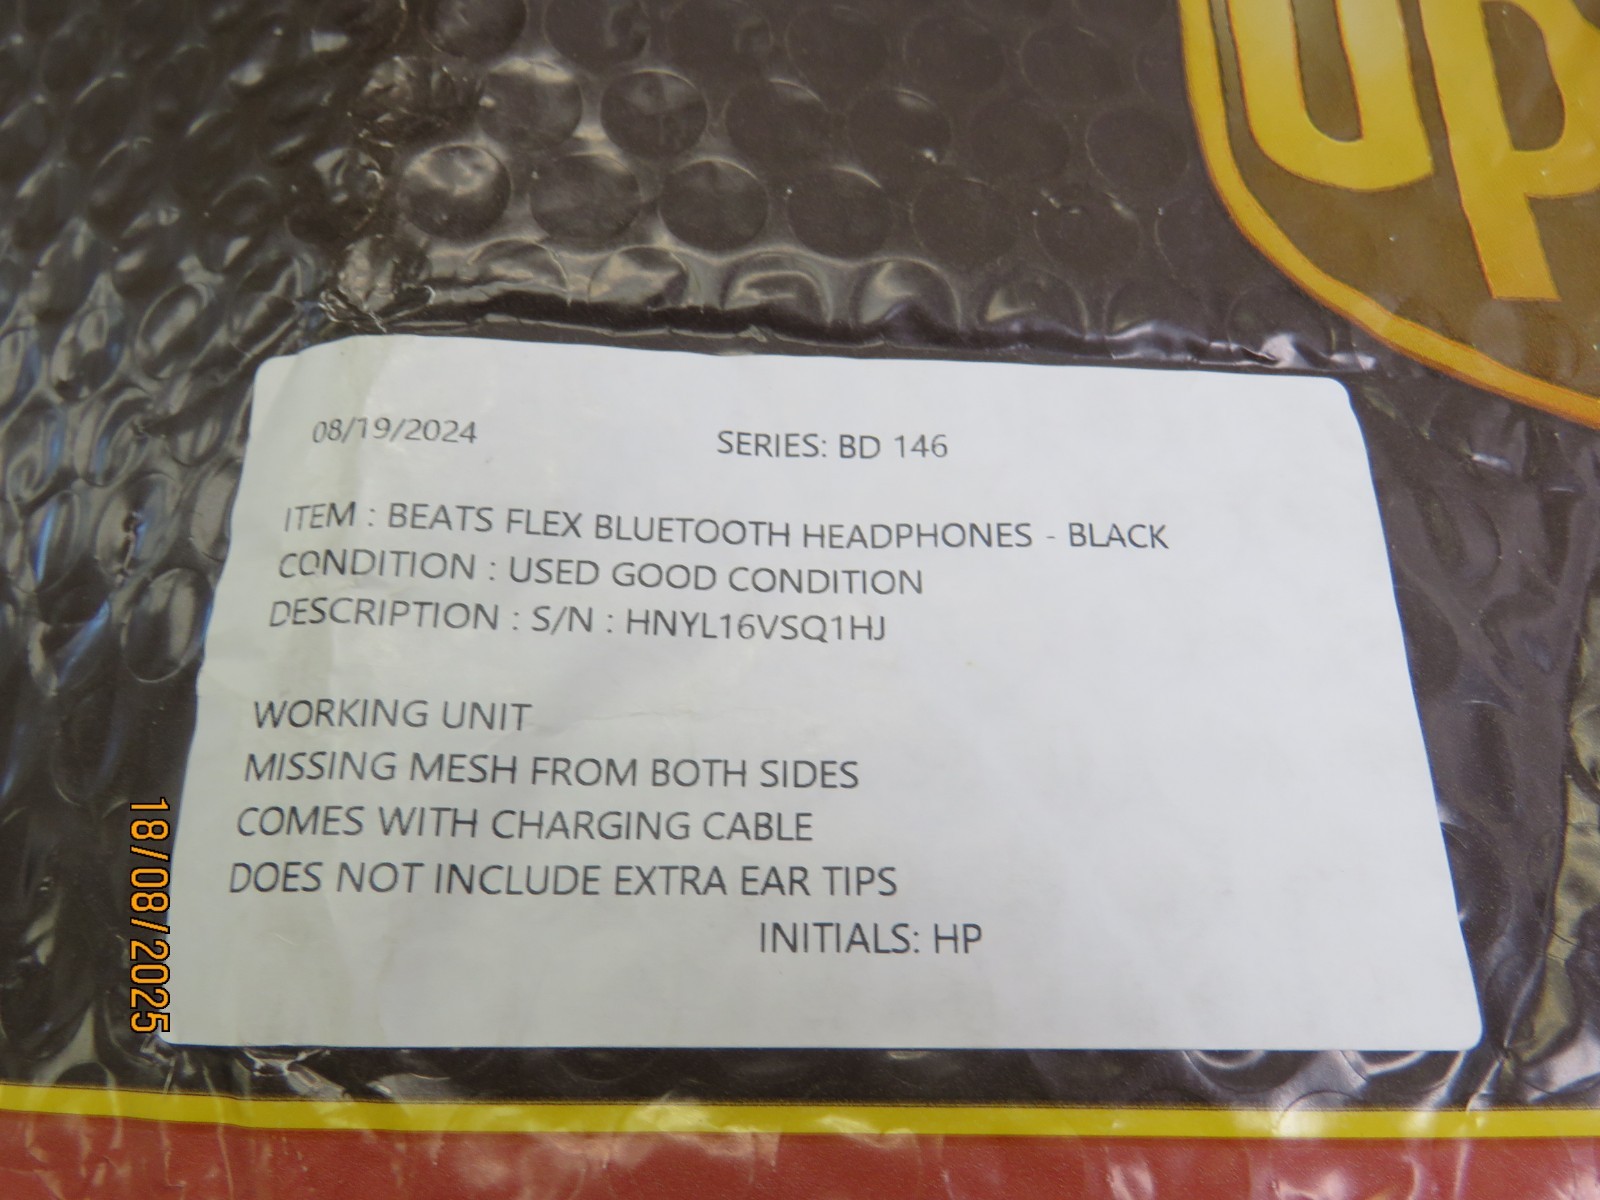 ups
08/19/2024 SERIES: BD 146
ITEM : BEATS FLEX BLUETOOTH HEADPHONES - BLACK
CONDITION : USED GOOD CONDITION
DESCRIPTION : S/N : HNYL16VSQ1HJ
WORKING UNIT
MISSING MESH FROM BOTH SIDES
COMES WITH CHARGING CABLE
DOES NOT INCLUDE EXTRA EAR TIPS
INITIALS: HP
18/08/2025